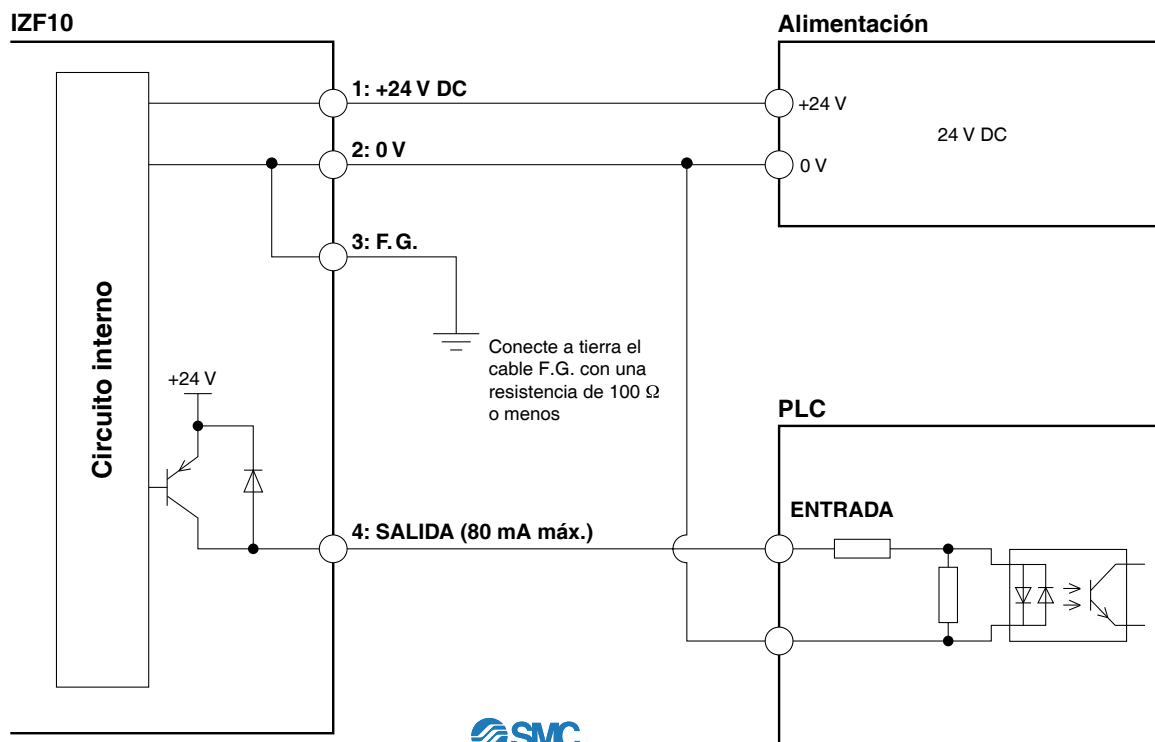 IZF10
Alimentación
1: +24 V DC
+24 V
24 V DC
2: 0 V
0 V
3: F.G.
Circuito interno
Conecte a tierra el
cable F.G. con una
resistencia de 100 Ω
o menos
+24 V
PLC
ENTRADA
4: SALIDA (80 mA máx.)
SMC